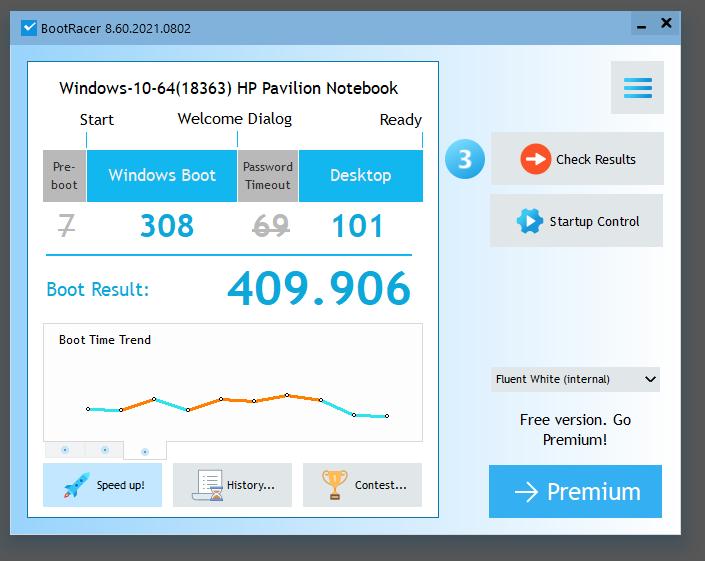 BootRacer 8.60.2021.0802
Windows-10-64(18363) HP Pavilion Notebook
Start
Welcome Dialog
Ready
Pre-
boot
Windows Boot
Password
Timeout
Desktop
7
308
69
101
Boot Result:
409.906
Boot Time Trend
Speed up!
History...
Contest...
3
Check Results
Startup Control
Fluent White (internal)
Free version. Go
Premium!
Premium